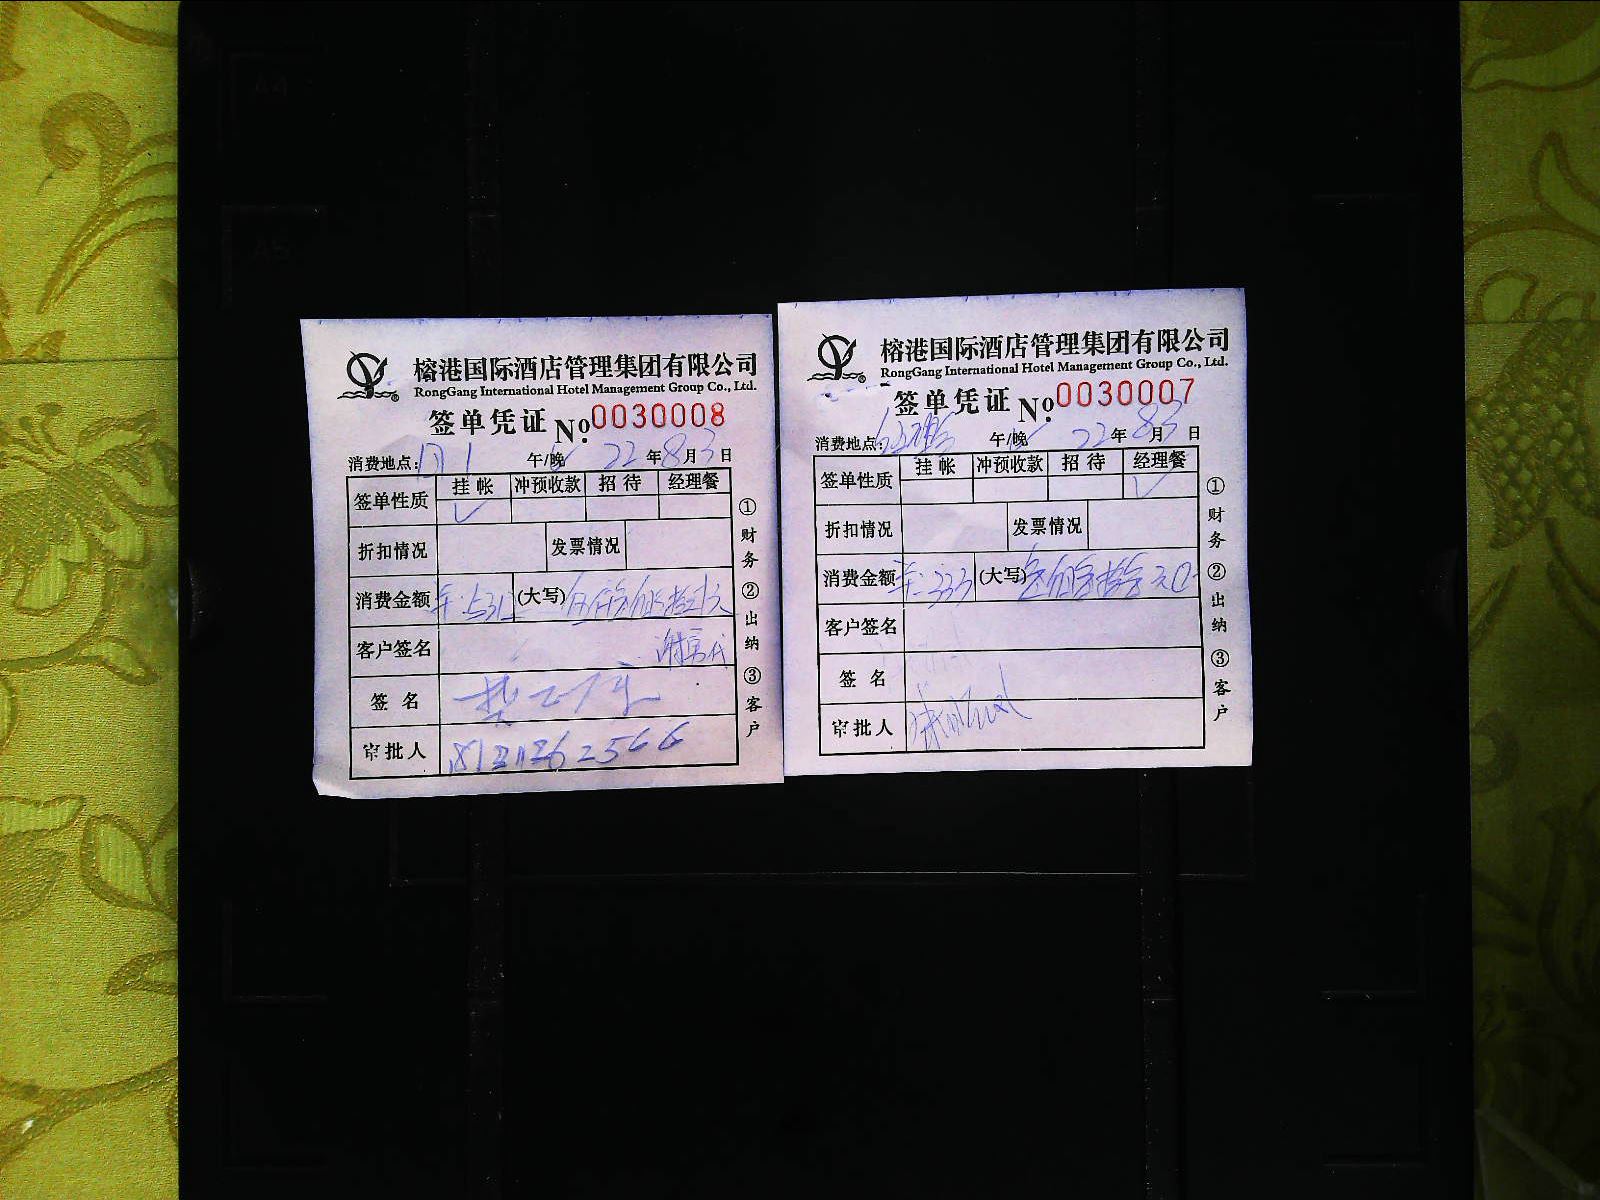 榕港国际酒店管理集团有限公司
RongGang International Hotel Management Group Co., Ltd.
签单凭证 No: 0030008
消费地点: 午/晚 22年8月3日
签单性质 挂帐 冲预收款 招待 经理餐
✓
折扣情况 发票情况
消费金额 (大写)
客户签名
签名
审批人
①财务 ②出纳 ③客户
榕港国际酒店管理集团有限公司
RongGang International Hotel Management Group Co., Ltd.
签单凭证 No: 0030007
消费地点: 午/晚 22年8月3日
签单性质 挂帐 冲预收款 招待 经理餐
✓
折扣情况 发票情况
消费金额 333 (大写)
客户签名
签名
审批人
①财务 ②出纳 ③客户
A4
A5